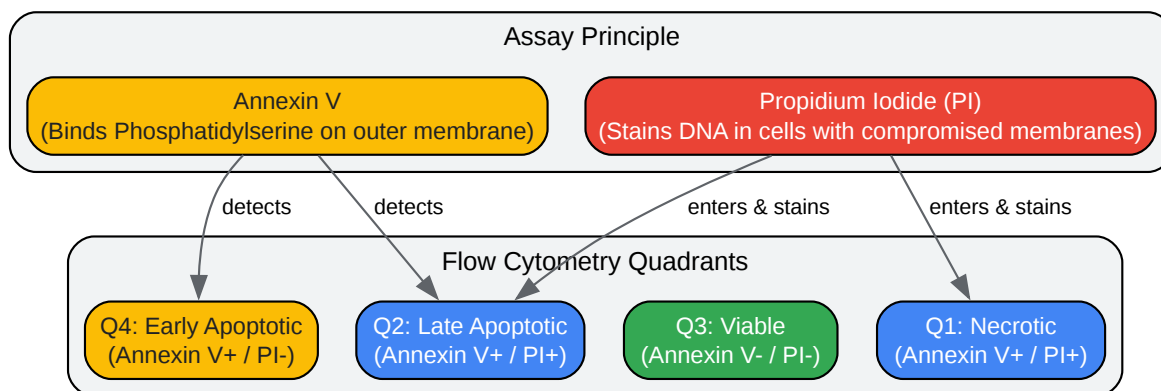 Assay Principle
Annexin V
(Binds Phosphatidylserine on outer membrane)
Propidium Iodide (PI)
(Stains DNA in cells with compromised membranes)
detects
detects
enters & stains
enters & stains
Flow Cytometry Quadrants
Q4: Early Apoptotic
(Annexin V+ / PI-)
Q2: Late Apoptotic
(Annexin V+ / PI+)
Q3: Viable
(Annexin V- / PI-)
Q1: Necrotic
(Annexin V+ / PI+)